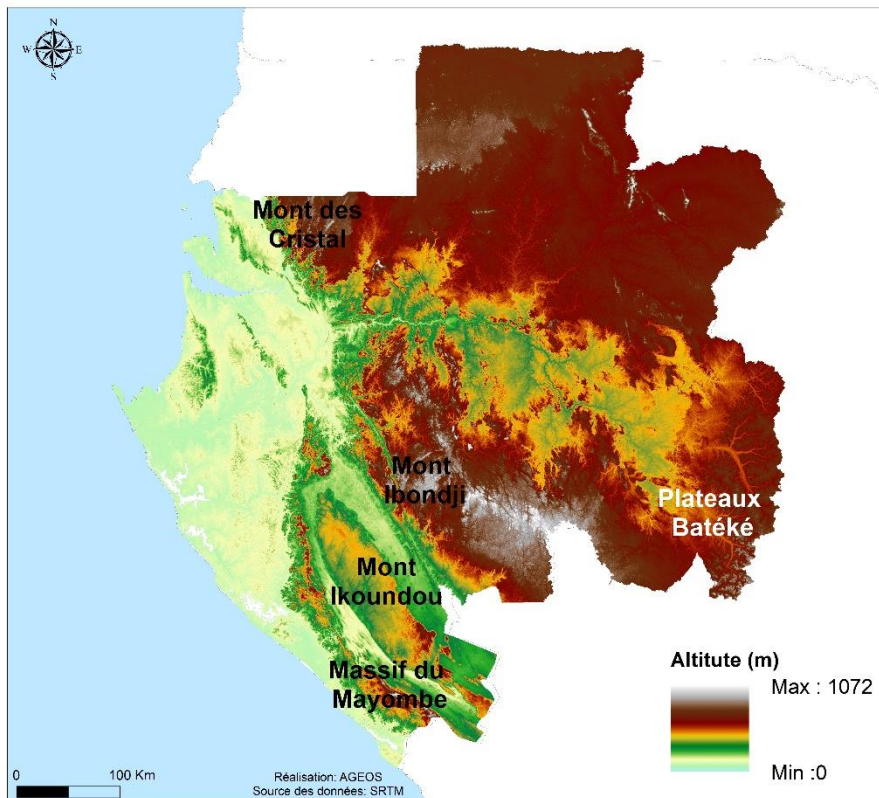 N
W E
S
Mont des
Cristal
Mont
Ibondji
Plateaux
Batéké
Mont
Ikoundou
Massif du
Mayombe
Altitute (m)
Max : 1072
Min :0
0 100 Km
Réalisation: AGEOS
Source des données: SRTM